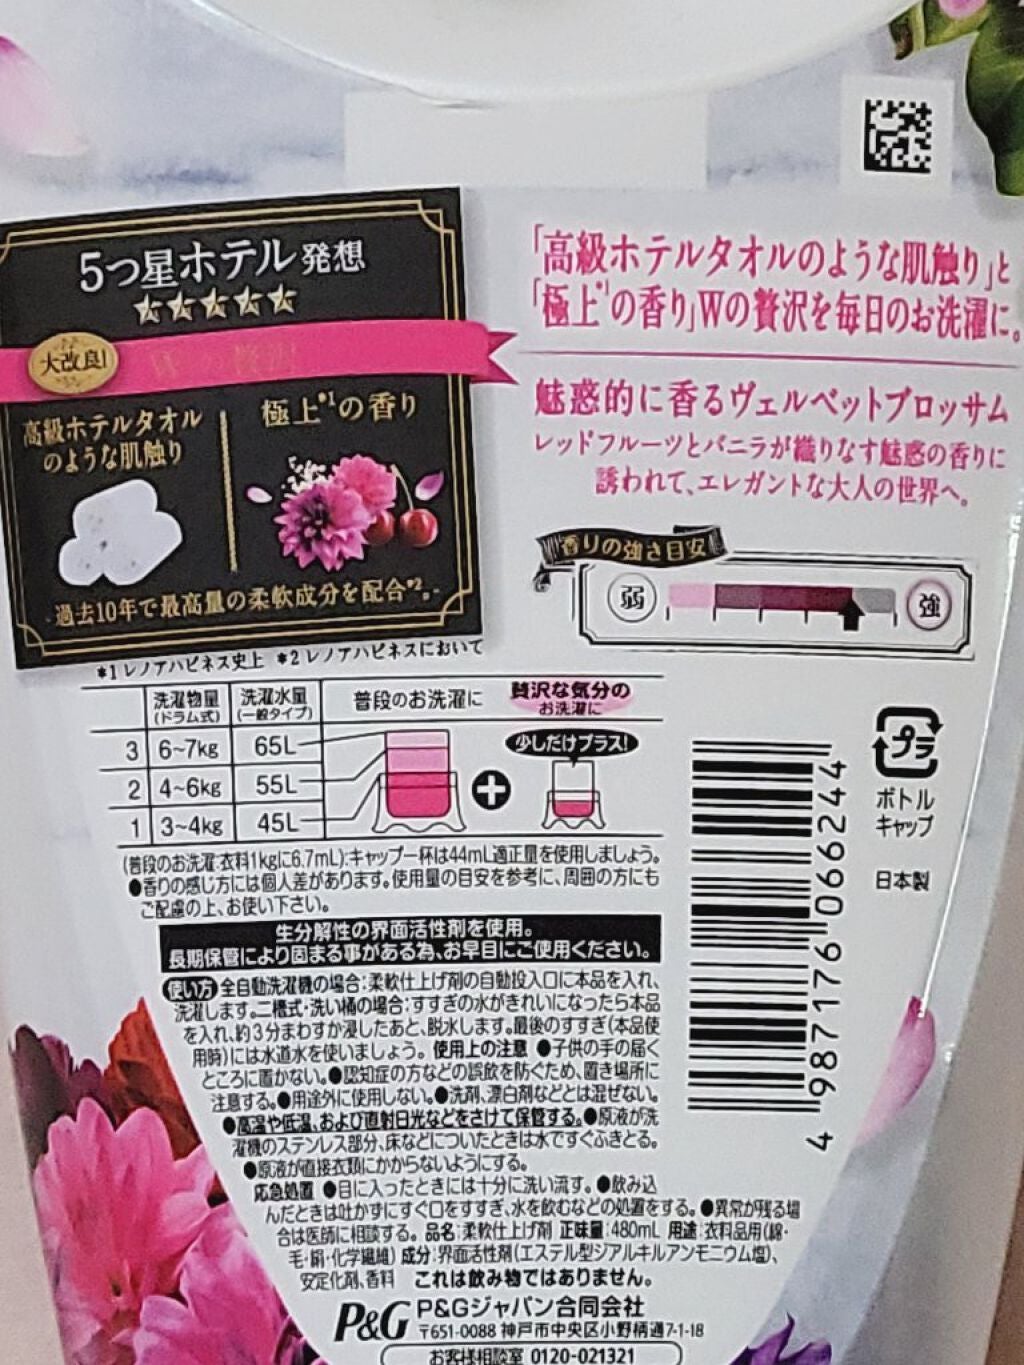 5つ星ホテル発想
大改良!
高級ホテルタオル
のような肌触り
極上*1の香り
過去10年で最高量の柔軟成分を配合*2。
*1 レノアハピネス史上 *2 レノアハピネスにおいて
「高級ホテルタオルのような肌触り」と
「極上*1の香り」Wの贅沢を毎日のお洗濯に。
魅惑的に香るヴェルベットブロッサム
レッドフルーツとバニラが織りなす魅惑の香りに
誘われて、エレガントな大人の世界へ。
香りの強さ目安
弱 強
洗濯物量 洗濯水量 普段のお洗濯に 贅沢な気分の
(ドラム式) (一般タイプ) お洗濯に
3 6~7kg 65L 少しだけプラス!
2 4~6kg 55L
1 3~4kg 45L
(普段のお洗濯:衣料1kgに6.7mL):キャップ一杯は44mL適正量を使用しましょう。
●香りの感じ方には個人差があります。使用量の目安を参考に、周囲の方にも
ご配慮の上、お使い下さい。
生分解性の界面活性剤を使用。
長期保管により固まる事がある為、お早目にご使用ください。
使い方 全自動洗濯機の場合:柔軟仕上げ剤の自動投入口に本品を入れ、
洗濯します。二槽式・洗い桶の場合:すすぎの水がきれいになったら本品
を入れ、約3分まわすか浸したあと、脱水します。最後のすすぎ(本品使
用時)には水道水を使いましょう。使用上の注意 ●子供の手の届く
ところに置かない。●認知症の方などの誤飲を防ぐため、置き場所に
注意する。●用途外に使用しない。●洗剤、漂白剤などとは混ぜない。
●高温や低温、および直射日光などをさけて保管する。●原液が洗
濯機のステンレス部分、床などについたときは水ですぐふきとる。
●原液が直接衣類にかからないようにする。
応急処置 ●目に入ったときには十分に洗い流す。●飲み込
んだときは吐かずにすぐ口をすすぎ、水を飲むなどの処置をする。●異常が残る場
合は医師に相談する。品名:柔軟仕上げ剤 正味量:480mL 用途:衣料品用(綿・
毛・絹・化学繊維) 成分:界面活性剤(エステル型ジアルキルアンモニウム塩)、
安定化剤、香料 これは飲み物ではありません。
P&G P&Gジャパン合同会社
〒651-0088 神戸市中央区小野柄通7-1-18
お客様相談室 0120-021321
プラ
ボトル
キャップ
日本製
4 987176 066244